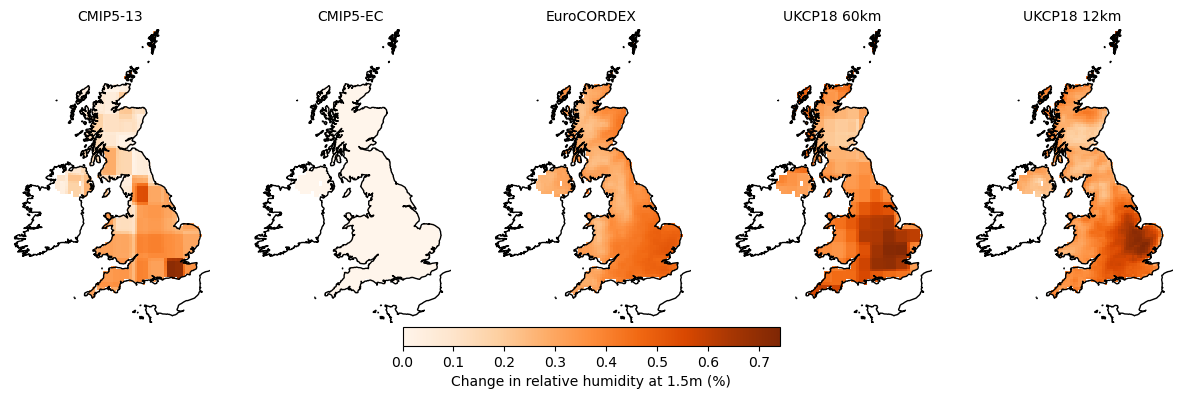 CMIP5-13 CMIP5-EC EuroCORDEX UKCP18 60km UKCP18 12km
0.0 0.1 0.2 0.3 0.4 0.5 0.6 0.7
Change in relative humidity at 1.5m (%)